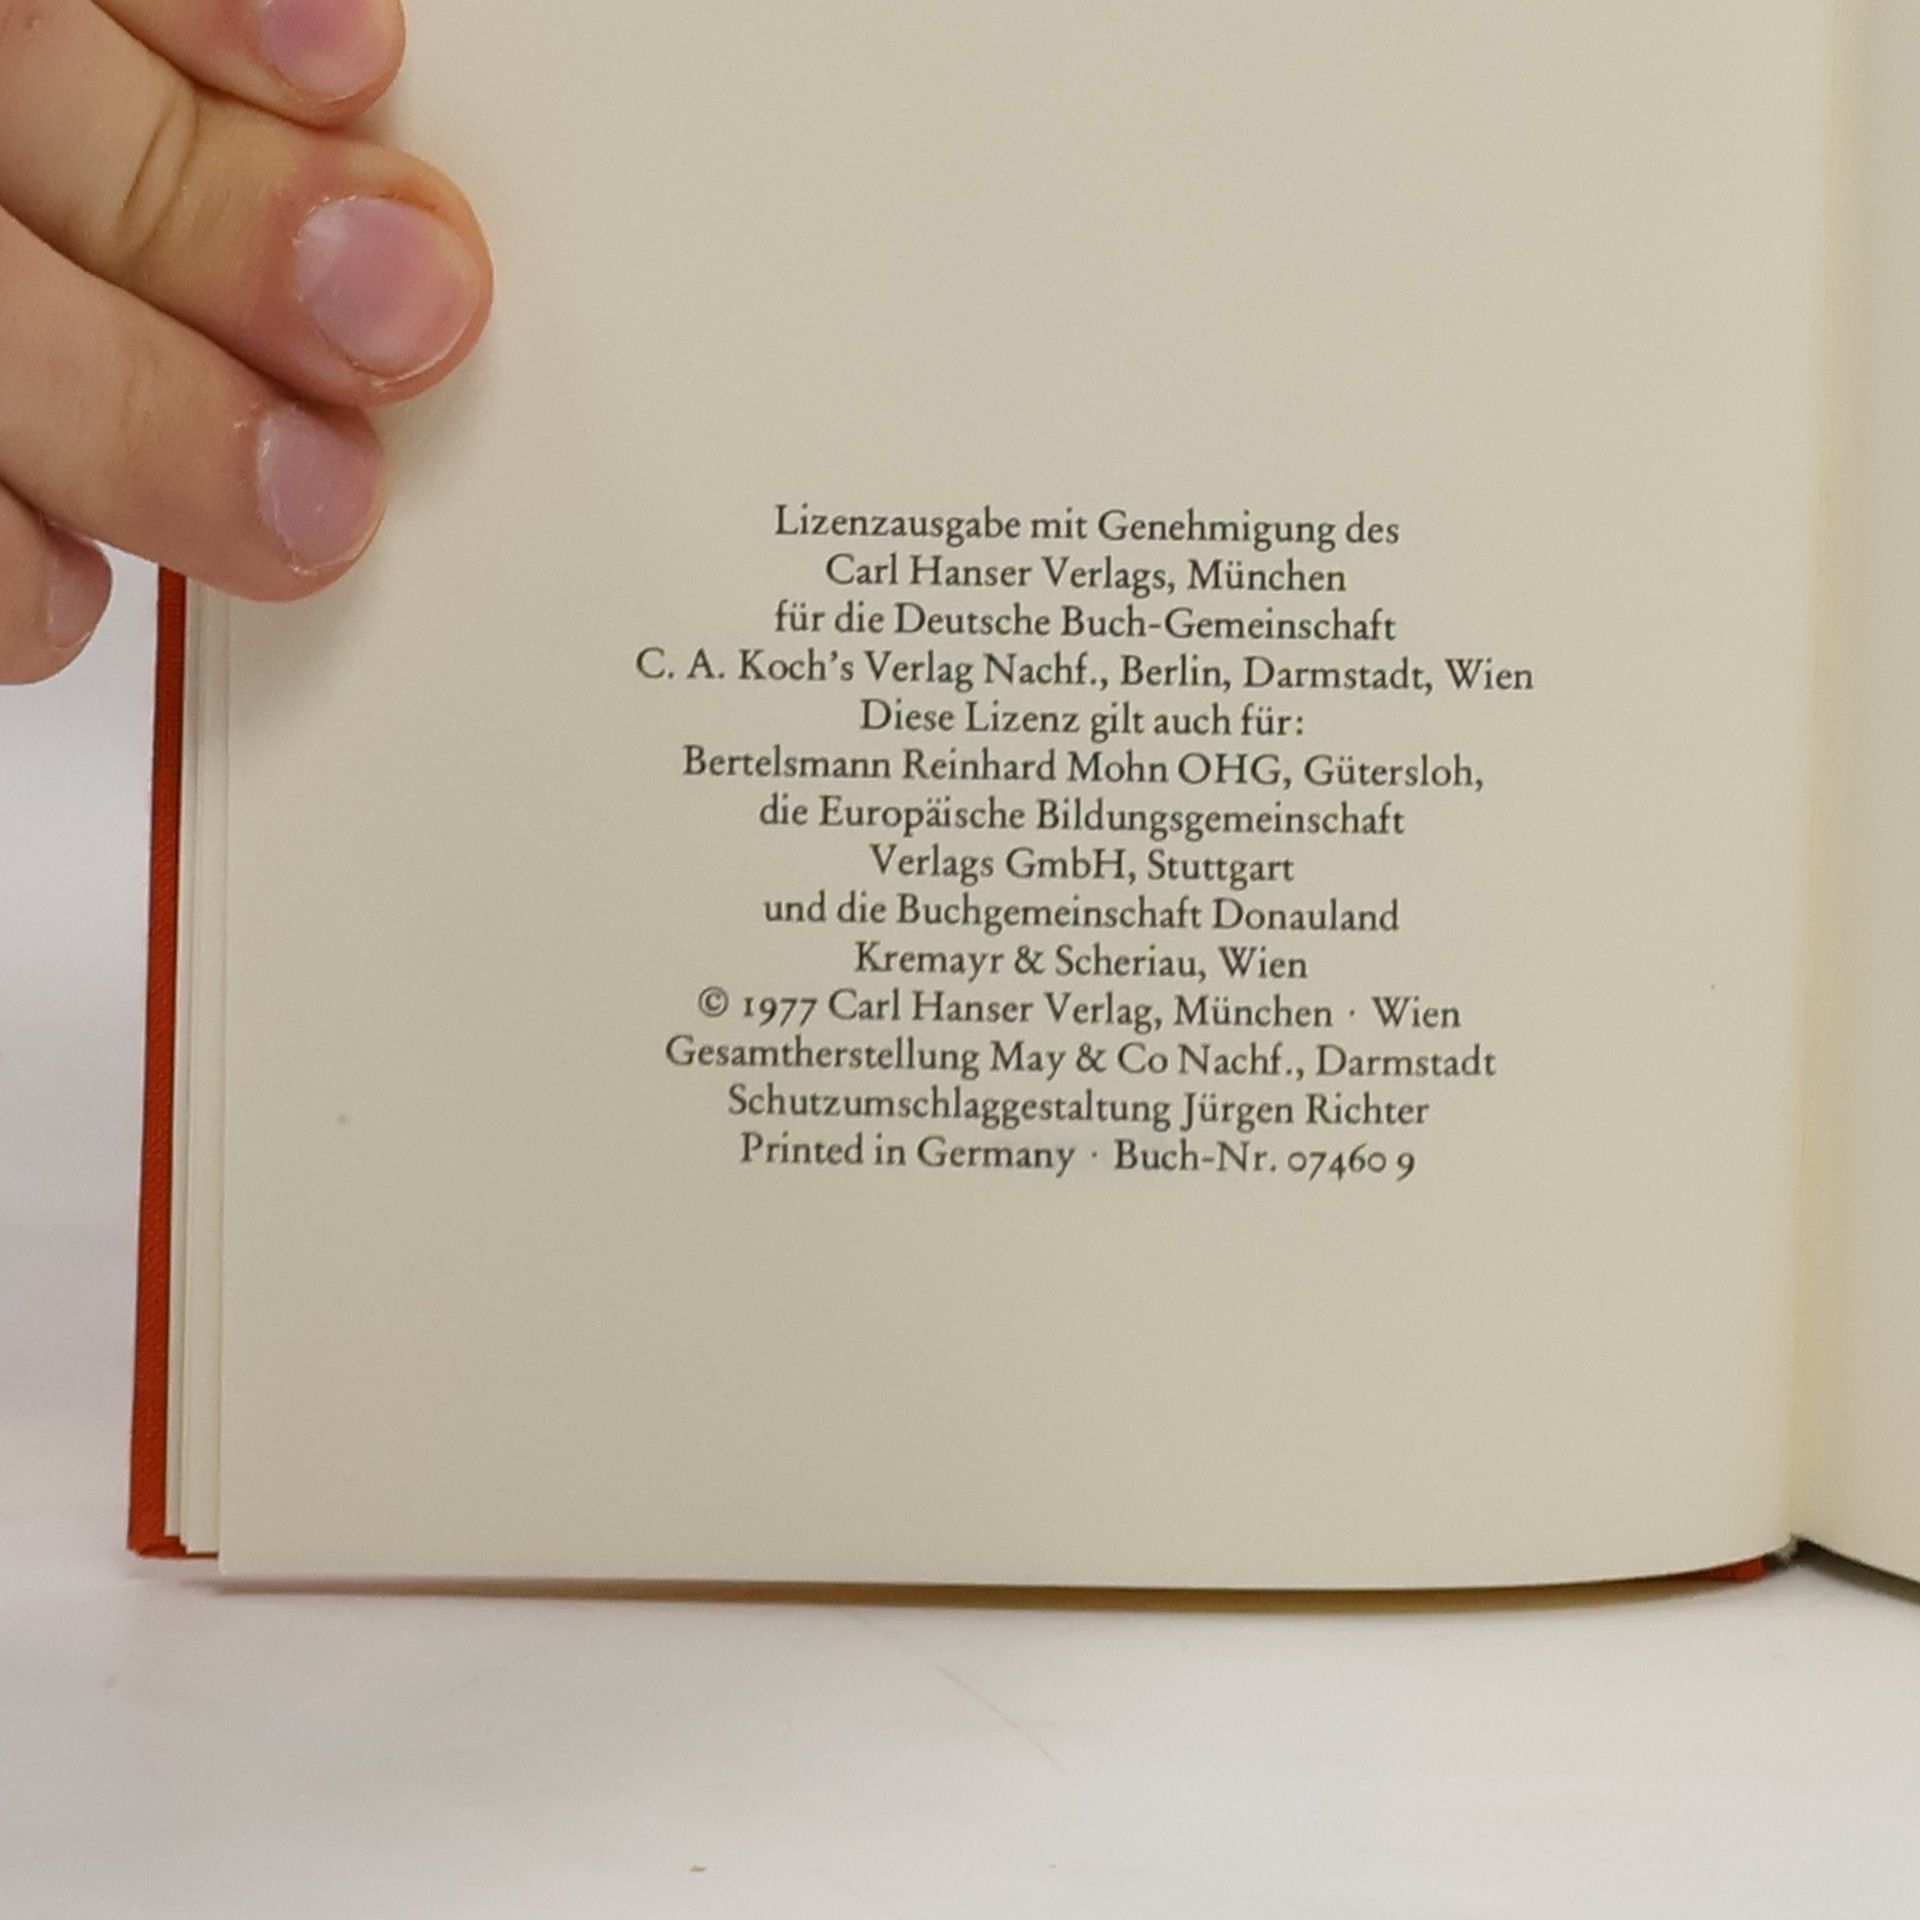 Lizenzausgabe mit Genehmigung des
Carl Hanser Verlags, München
für die Deutsche Buch-Gemeinschaft
C. A. Koch's Verlag Nachf., Berlin, Darmstadt, Wien
Diese Lizenz gilt auch für:
Bertelsmann Reinhard Mohn OHG, Gütersloh,
die Europäische Bildungsgemeinschaft
Verlags GmbH, Stuttgart
und die Buchgemeinschaft Donauland
Kremayr & Scheriau, Wien
© 1977 Carl Hanser Verlag, München · Wien
Gesamtherstellung May & Co Nachf., Darmstadt
Schutzumschlaggestaltung Jürgen Richter
Printed in Germany · Buch-Nr. 07460 9